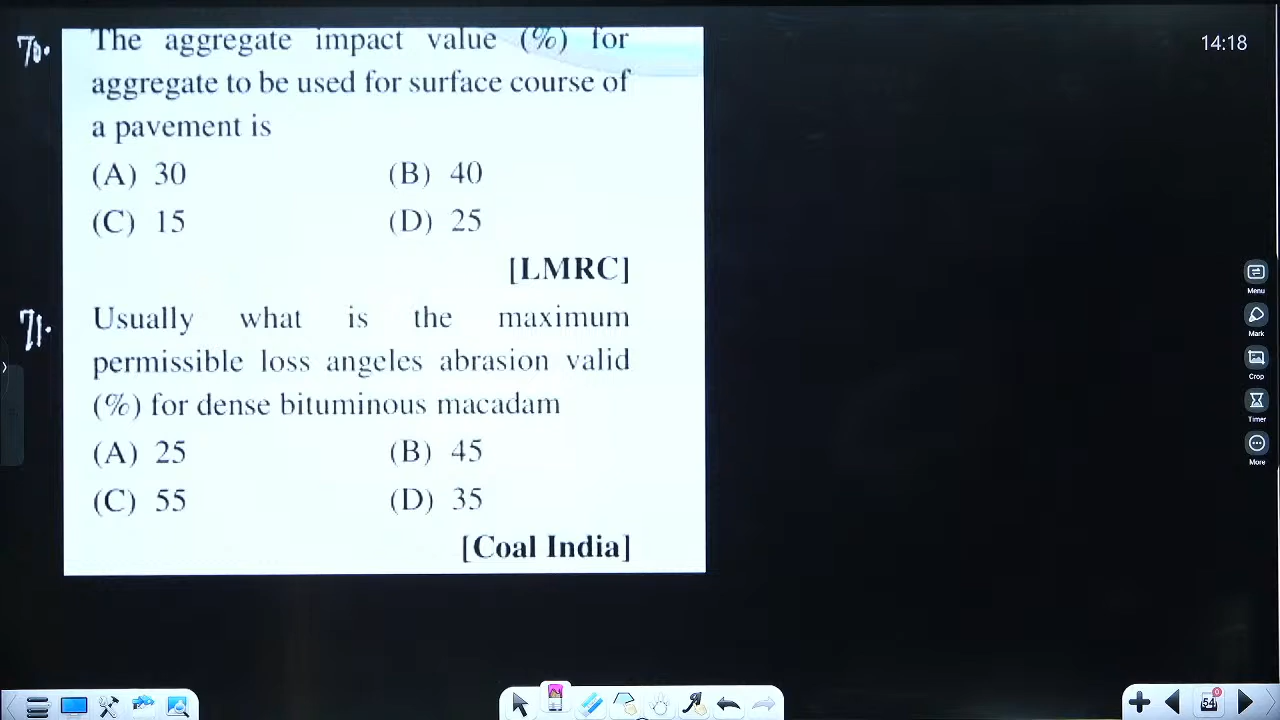 14:18
70.
The aggregate impact value (%) for
aggregate to be used for surface course of
a pavement is
(A) 30 (B) 40
(C) 15 (D) 25
[LMRC]
71.
Usually what is the maximum
permissible loss angeles abrasion valid
(%) for dense bituminous macadam
(A) 25 (B) 45
(C) 55 (D) 35
[Coal India]
Menu
Mark
Crop
Timer
More
54